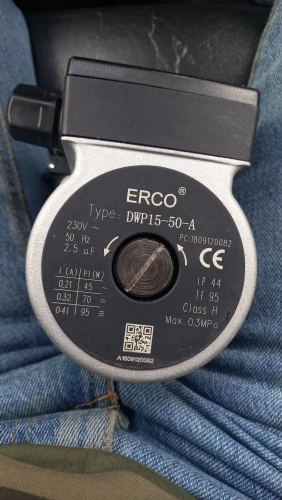 ERCO®
Type: DWP15-50-A
230V~
50 Hz
2.5 uF
PC:1809120082
I(A) P1(W)
0.21 45
0.32 70
0.41 95
CE
IP 44
TF 95
Class H
Max. 0.3MPa
A1809120082